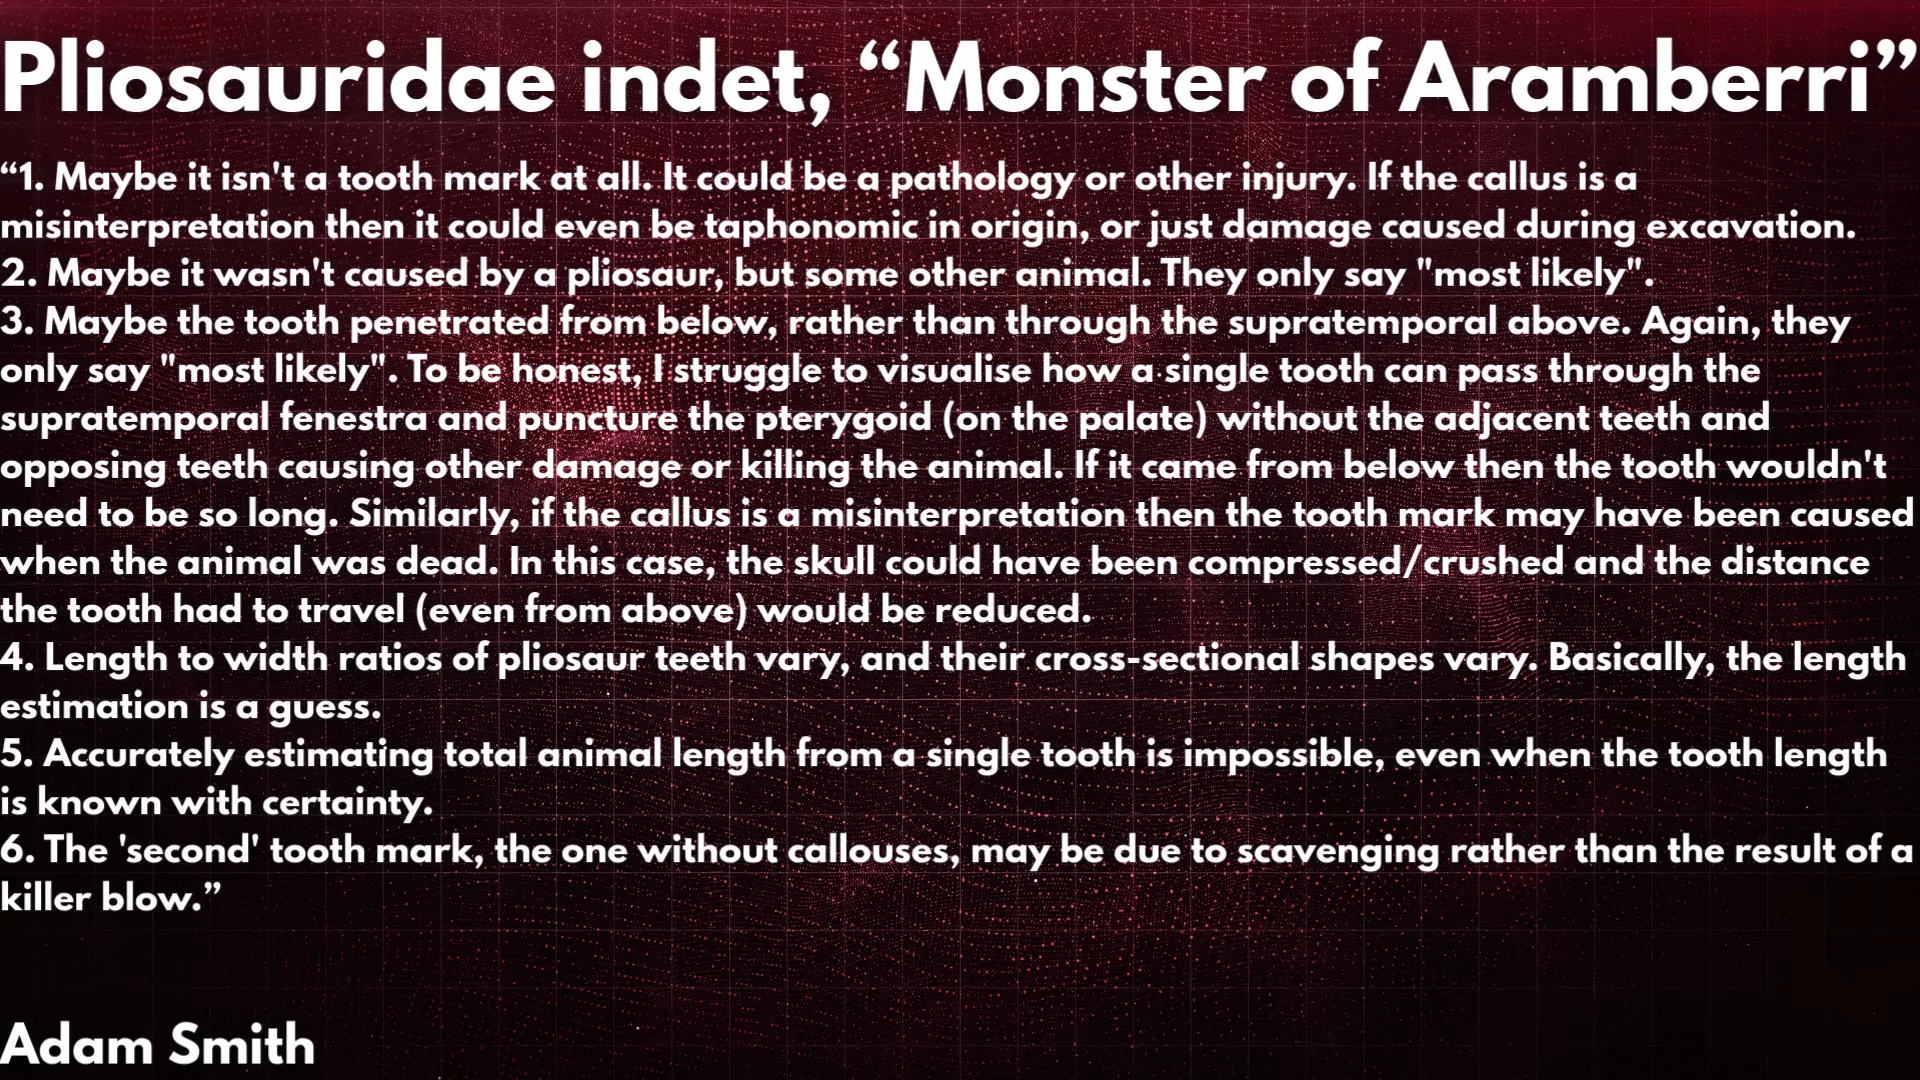 Pliosauridae indet, “Monster of Aramberri”
“1. Maybe it isn't a tooth mark at all. It could be a pathology or other injury. If the callus is a
misinterpretation then it could even be taphonomic in origin, or just damage caused during excavation.
2. Maybe it wasn't caused by a pliosaur, but some other animal. They only say "most likely".
3. Maybe the tooth penetrated from below, rather than through the supratemporal above. Again, they
only say "most likely". To be honest, I struggle to visualise how a single tooth can pass through the
supratemporal fenestra and puncture the pterygoid (on the palate) without the adjacent teeth and
opposing teeth causing other damage or killing the animal. If it came from below then the tooth wouldn't
need to be so long. Similarly, if the callus is a misinterpretation then the tooth mark may have been caused
when the animal was dead. In this case, the skull could have been compressed/crushed and the distance
the tooth had to travel (even from above) would be reduced.
4. Length to width ratios of pliosaur teeth vary, and their cross-sectional shapes vary. Basically, the length
estimation is a guess.
5. Accurately estimating total animal length from a single tooth is impossible, even when the tooth length
is known with certainty.
6. The 'second' tooth mark, the one without callouses, may be due to scavenging rather than the result of a
killer blow.”
Adam Smith